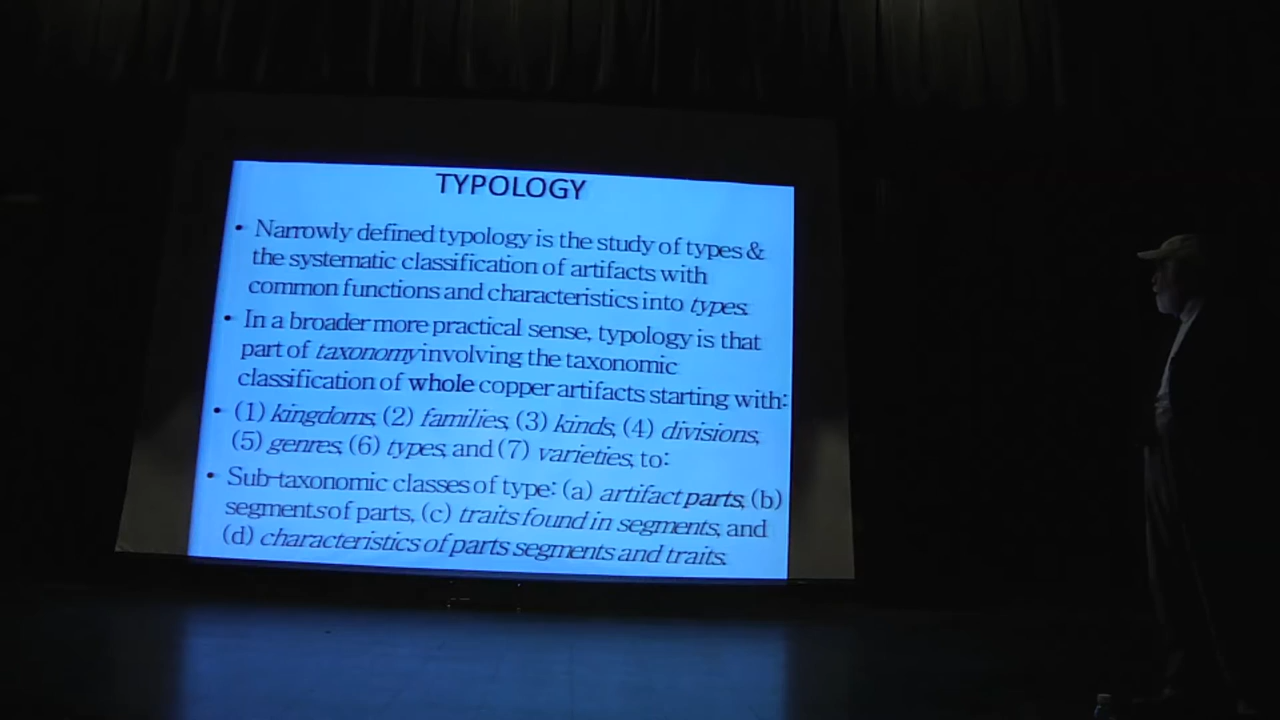 TYPOLOGY
• Narrowly defined typology is the study of types &
the systematic classification of artifacts with
common functions and characteristics into types.
• In a broader more practical sense, typology is that
part of taxonomy involving the taxonomic
classification of whole copper artifacts starting with:
• (1) kingdoms, (2) families, (3) kinds, (4) divisions,
(5) genres, (6) types, and (7) varieties, to:
• Sub-taxonomic classes of type: (a) artifact parts, (b)
segments of parts, (c) traits found in segments, and
(d) characteristics of parts segments and traits.